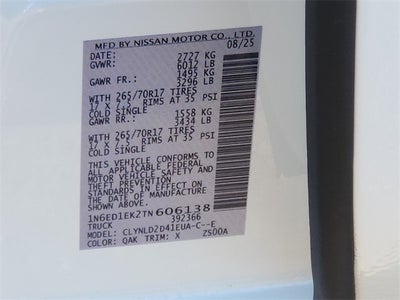 MFD BY NISSAN MOTOR CO., LTD.
DATE: 08/25
GVWR: 2727 KG
6012 LB
GAWR FR.: 1495 KG
3296 LB
WITH 265/70R17 TIRES
17 X 7.5 RIMS AT 35 PSI
COLD SINGLE
GAWR RR.: 1558 KG
3434 LB
WITH 265/70R17 TIRES
17 X 7.5 RIMS AT 35 PSI
COLD SINGLE
THIS VEHICLE CONFORMS TO
ALL APPLICABLE FEDERAL
MOTOR VEHICLE SAFETY AND
THEFT PREVENTION
STANDARDS IN EFFECT ON
THE DATE OF MANUFACTURE
SHOWN ABOVE.
1N6ED1EK2TN606138
TRUCK 392366
MODEL: CLYNLD2D41EUA-C--E
COLOR: QAK TRIM: X ZS00A